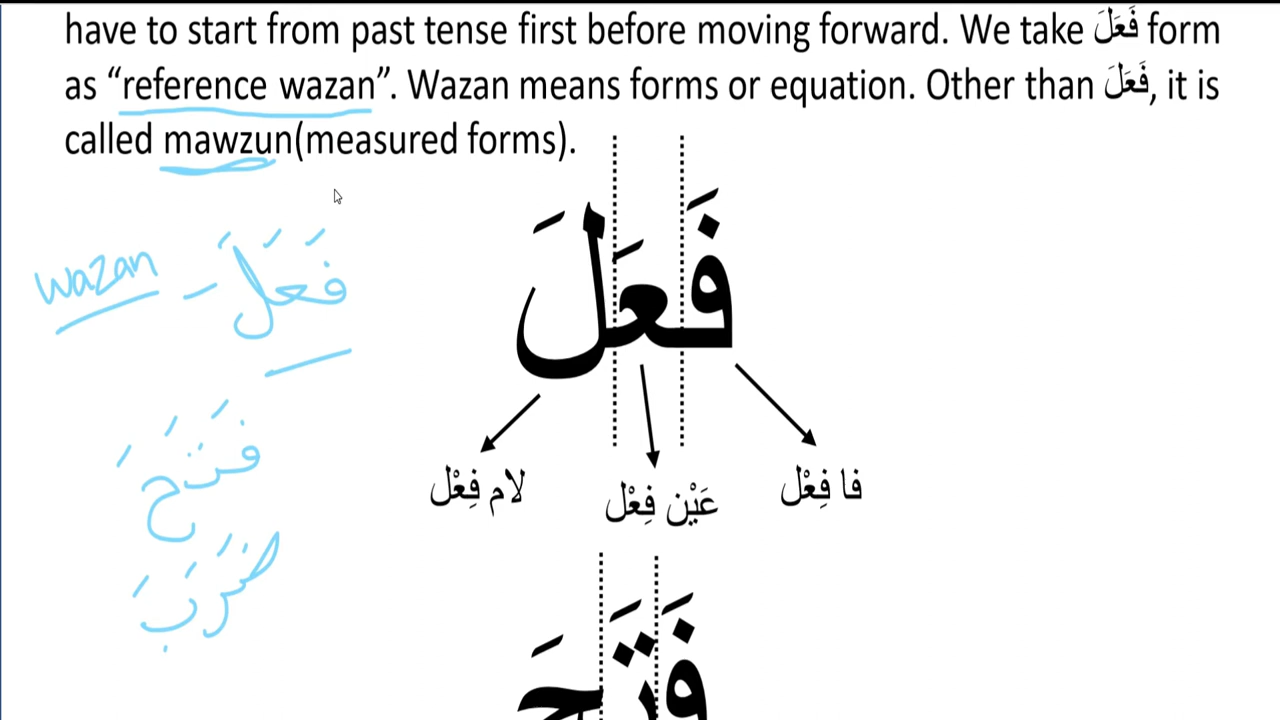 have to start from past tense first before moving forward. We take فَعَلَ form
as “reference wazan”. Wazan means forms or equation. Other than فَعَلَ, it is
called mawzun(measured forms).
فَعَلَ
wazan – فَعَلَ
فَتَحَ
ضَرَبَ
فا فِعْل
عَيْن فِعْل
لام فِعْل
فَتَحَ